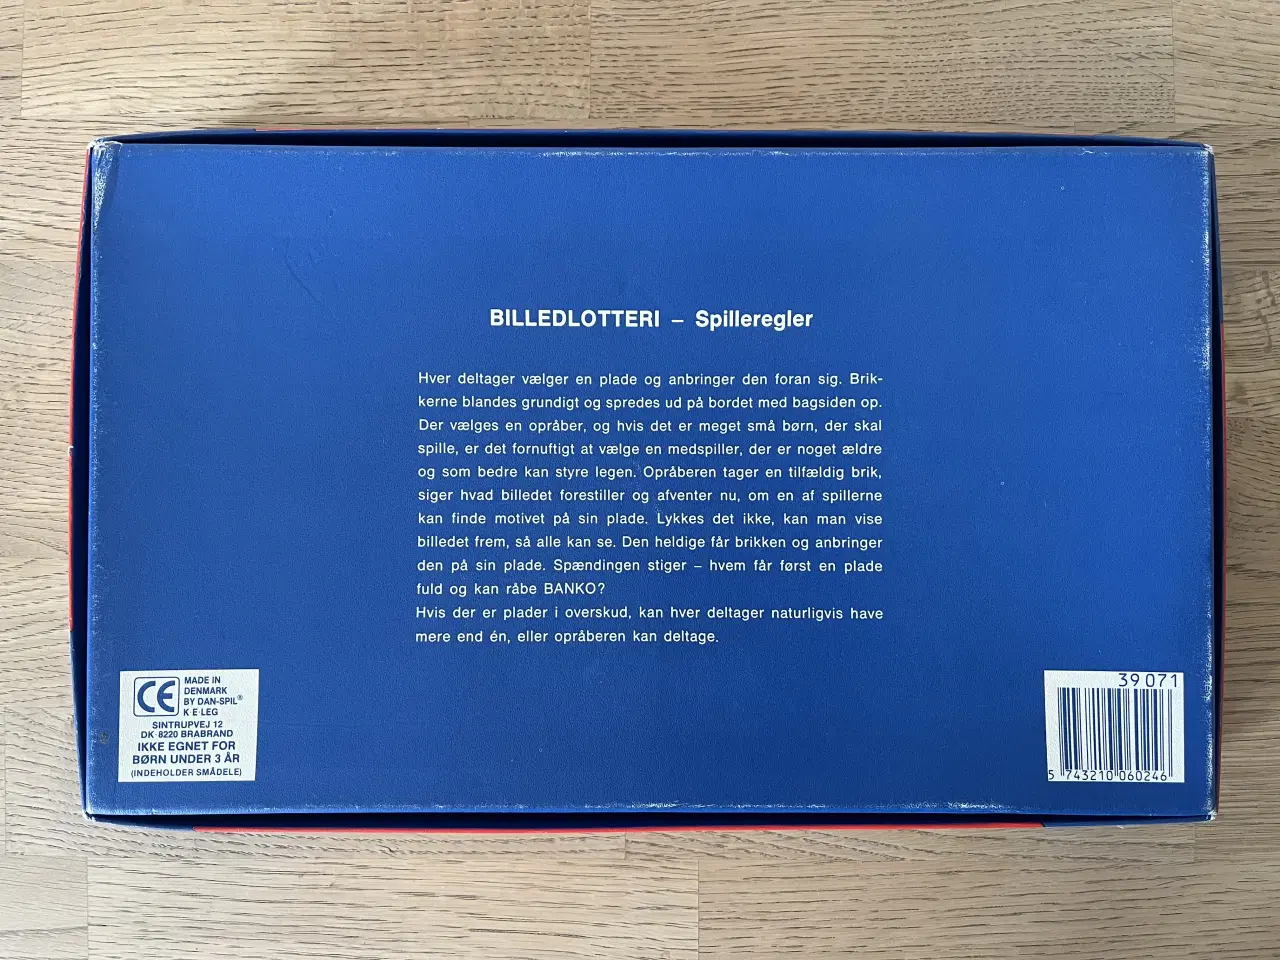 BILLEDLOTTERI – Spilleregler
Hver deltager vælger en plade og anbringer den foran sig. Brik-
kerne blandes grundigt og spredes ud på bordet med bagsiden op.
Der vælges en opråber, og hvis det er meget små børn, der skal
spille, er det fornuftigt at vælge en medspiller, der er noget ældre
og som bedre kan styre legen. Opråberen tager en tilfældig brik,
siger hvad billedet forestiller og afventer nu, om en af spillerne
kan finde motivet på sin plade. Lykkes det ikke, kan man vise
billedet frem, så alle kan se. Den heldige får brikken og anbringer
den på sin plade. Spændingen stiger – hvem får først en plade
fuld og kan råbe BANKO?
Hvis der er plader i overskud, kan hver deltager naturligvis have
mere end én, eller opråberen kan deltage.
CE
MADE IN
DENMARK
BY DAN-SPIL®
K·E·LEG
SINTRUPVEJ 12
DK-8220 BRABRAND
IKKE EGNET FOR
BØRN UNDER 3 ÅR
(INDEHOLDER SMÅDELE)
39 071
5 743210 060246